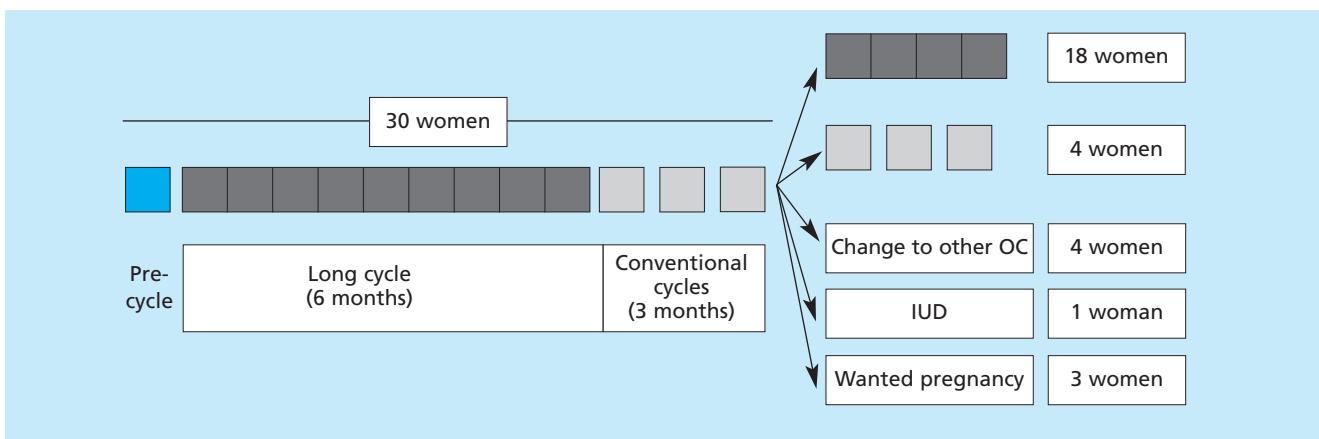 30 women
Pre-
cycle
Long cycle
(6 months)
Conventional
cycles
(3 months)
18 women
4 women
Change to other OC
4 women
IUD
1 woman
Wanted pregnancy
3 women